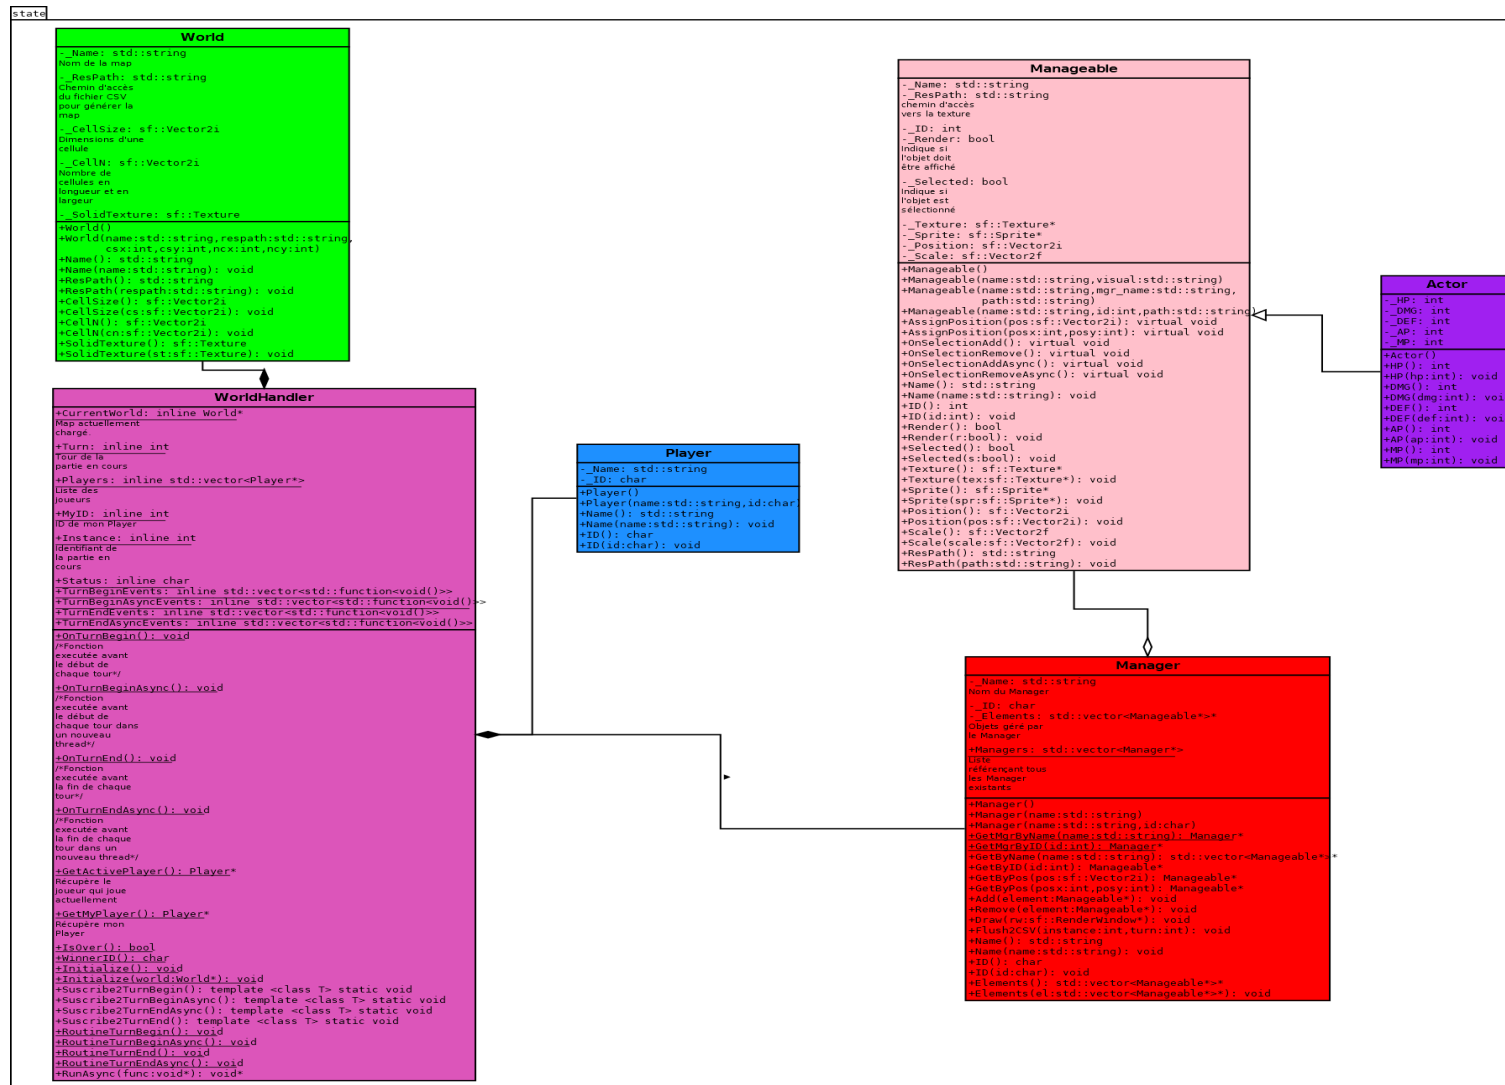 state
World
-_Name: std::string
Nom de la map
-_ResPath: std::string
Chemin d'accès
du fichier CSV
pour générer la
map
-_CellSize: sf::Vector2i
Dimensions d'une
cellule
-_CellN: sf::Vector2i
Nombre de
cellules en
longueur et en
largeur
-_SolidTexture: sf::Texture
+World()
+World(name:std::string,respath:std::string,
csx:int,csy:int,ncx:int,ncy:int)
+Name(): std::string
+Name(name:std::string): void
+ResPath(): std::string
+ResPath(respath:std::string): void
+CellSize(): sf::Vector2i
+CellSize(cs:sf::Vector2i): void
+CellN(): sf::Vector2i
+CellN(cn:sf::Vector2i): void
+SolidTexture(): sf::Texture
+SolidTexture(st:sf::Texture): void
WorldHandler
+CurrentWorld: inline World*
Map actuellement
chargé.
+Turn: inline int
Tour de la
partie en cours
+Players: inline std::vector<Player*>
Liste des
joueurs
+MyID: inline int
ID de mon Player
+Instance: inline int
Identifiant de
la partie en
cours
+Status: inline char
+TurnBeginEvents: inline std::vector<std::function<void()>>
+TurnBeginAsyncEvents: inline std::vector<std::function<void()>>
+TurnEndEvents: inline std::vector<std::function<void()>>
+TurnEndAsyncEvents: inline std::vector<std::function<void()>>
+OnTurnBegin(): void
/*Fonction
executée avant
le début de
chaque tour*/
+OnTurnBeginAsync(): void
/*Fonction
executée avant
le début de
chaque tour dans
un nouveau
thread*/
+OnTurnEnd(): void
/*Fonction
executée avant
la fin de chaque
tour*/
+OnTurnEndAsync(): void
/*Fonction
executée avant
la fin de chaque
tour dans un
nouveau thread*/
+GetActivePlayer(): Player*
Récupère le
joueur qui joue
actuellement
+GetMyPlayer(): Player*
Récupère mon
Player
+IsOver(): bool
+WinnerID(): char
+Initialize(): void
+Initialize(world:World*): void
+Suscribe2TurnBegin(): template <class T> static void
+Suscribe2TurnBeginAsync(): template <class T> static void
+Suscribe2TurnEndAsync(): template <class T> static void
+Suscribe2TurnEnd(): template <class T> static void
+RoutineTurnBegin(): void
+RoutineTurnBeginAsync(): void
+RoutineTurnEnd(): void
+RoutineTurnEndAsync(): void
+RunAsync(func:void*): void*
Player
-_Name: std::string
-_ID: char
+Player()
+Player(name:std::string,id:char)
+Name(): std::string
+Name(name:std::string): void
+ID(): char
+ID(id:char): void
Manageable
-_Name: std::string
-_ResPath: std::string
chemin d'accès
vers la texture
-_ID: int
-_Render: bool
Indique si
l'objet doit
être affiché
-_Selected: bool
Indique si
l'objet est
sélectionné
-_Texture: sf::Texture*
-_Sprite: sf::Sprite*
-_Position: sf::Vector2i
-_Scale: sf::Vector2f
+Manageable()
+Manageable(name:std::string,visual:std::string)
+Manageable(name:std::string,mgr_name:std::string,
path:std::string)
+Manageable(name:std::string,id:int,path:std::string)
+AssignPosition(pos:sf::Vector2i): virtual void
+AssignPosition(posx:int,posy:int): virtual void
+OnSelectionAdd(): virtual void
+OnSelectionRemove(): virtual void
+OnSelectionAddAsync(): virtual void
+OnSelectionRemoveAsync(): virtual void
+Name(): std::string
+Name(name:std::string): void
+ID(): int
+ID(id:int): void
+Render(): bool
+Render(r:bool): void
+Selected(): bool
+Selected(s:bool): void
+Texture(): sf::Texture*
+Texture(tex:sf::Texture*): void
+Sprite(): sf::Sprite*
+Sprite(spr:sf::Sprite*): void
+Position(): sf::Vector2i
+Position(pos:sf::Vector2i): void
+Scale(): sf::Vector2f
+Scale(scale:sf::Vector2f): void
+ResPath(): std::string
+ResPath(path:std::string): void
Actor
-_HP: int
-_DMG: int
-_DEF: int
-_AP: int
-_MP: int
+Actor()
+HP(): int
+HP(hp:int): void
+DMG(): int
+DMG(dmg:int): voi
+DEF(): int
+DEF(def:int): voi
+AP(): int
+AP(ap:int): void
+MP(): int
+MP(mp:int): void
Manager
-_Name: std::string
Nom du Manager
-_ID: char
-_Elements: std::vector<Manageable*>*
Objets géré par
le Manager
+Managers: std::vector<Manager*>
Liste
référençant tous
les Manager
existants
+Manager()
+Manager(name:std::string)
+Manager(name:std::string,id:char)
+GetMgrByName(name:std::string): Manager*
+GetMgrByID(id:int): Manager*
+GetByName(name:std::string): std::vector<Manageable*>*
+GetByID(id:int): Manageable*
+GetByPos(pos:sf::Vector2i): Manageable*
+GetByPos(posx:int,posy:int): Manageable*
+Add(element:Manageable*): void
+Remove(element:Manageable*): void
+Draw(rw:sf::RenderWindow*): void
+Flush2CSV(instance:int,turn:int): void
+Name(): std::string
+Name(name:std::string): void
+ID(): char
+ID(id:char): void
+Elements(): std::vector<Manageable*>*
+Elements(el:std::vector<Manageable*>*): void